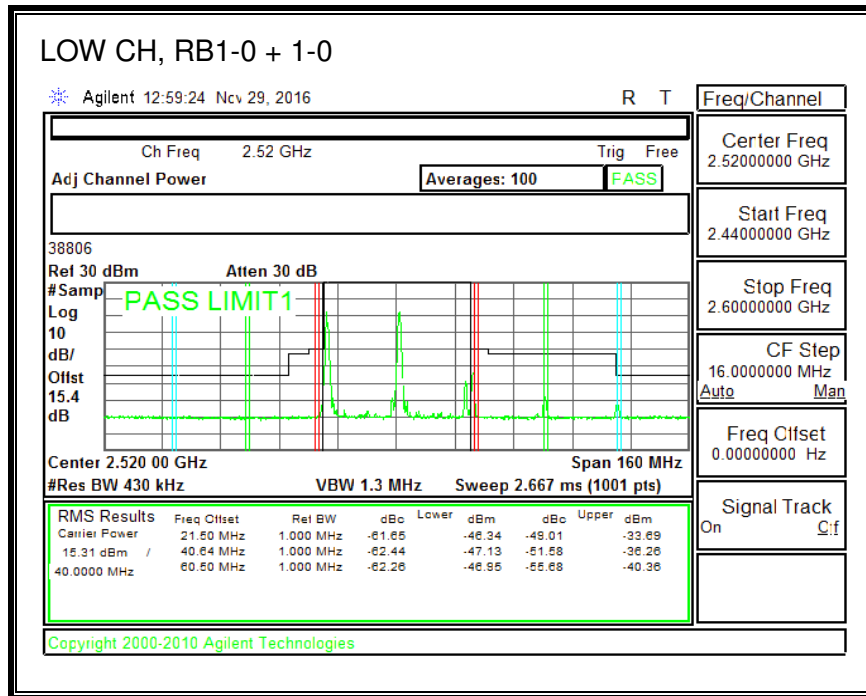 LOW CH, RB1-0 + 1-0
Agilent 12:59:24 Nov 29, 2016 R T
Freq/Channel
Ch Freq 2.52 GHz Trig Free
Adj Channel Power Averages: 100 PASS
Center Freq
2.52000000 GHz
Start Freq
2.44000000 GHz
Stop Freq
2.60000000 GHz
CF Step
16.0000000 MHz
Auto Man
Freq Offset
0.00000000 Hz
Signal Track
On Off
38806
Ref 30 dBm Atten 30 dB
#Samp
Log
10
dB/
Offst
15.4
dB
PASS LIMIT1
Center 2.520 00 GHz Span 160 MHz
#Res BW 430 kHz VBW 1.3 MHz Sweep 2.667 ms (1001 pts)
RMS Results Freq Offset Ref BW dBc Lower dBm dBc Upper dBm
Carrier Power 21.50 MHz 1.000 MHz -61.65 -46.34 -49.01 -33.69
15.31 dBm / 40.64 MHz 1.000 MHz -62.44 -47.13 -51.58 -36.26
40.0000 MHz 60.50 MHz 1.000 MHz -62.26 -46.95 -55.68 -40.36
Copyright 2000-2010 Agilent Technologies